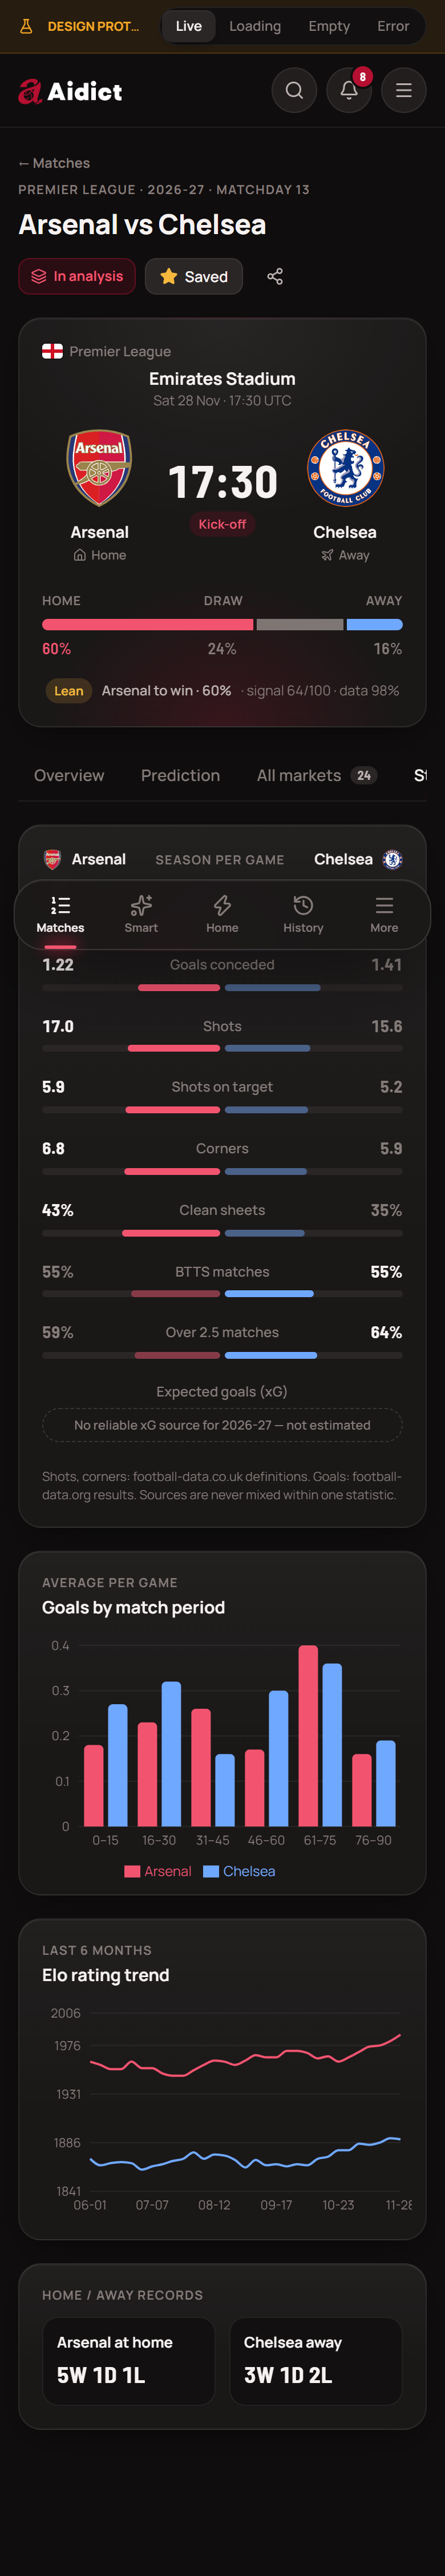 DESIGN PROT...
Live
Loading
Empty
Error
a Aidict
8
← Matches
PREMIER LEAGUE · 2026-27 · MATCHDAY 13
Arsenal vs Chelsea
In analysis
Saved
Premier League
Emirates Stadium
Sat 28 Nov · 17:30 UTC
Arsenal
17:30
CHELSEA
FOOTBALL CLUB
Kick-off
Arsenal
Chelsea
Home
Away
HOME DRAW AWAY
60% 24% 16%
Lean Arsenal to win · 60% · signal 64/100 · data 98%
Overview Prediction All markets 24 St
Arsenal SEASON PER GAME Chelsea
Matches Smart Home History More
1.22 Goals conceded 1.41
17.0 Shots 15.6
5.9 Shots on target 5.2
6.8 Corners 5.9
43% Clean sheets 35%
55% BTTS matches 55%
59% Over 2.5 matches 64%
Expected goals (xG)
No reliable xG source for 2026-27 — not estimated
Shots, corners: football-data.co.uk definitions. Goals: football-
data.org results. Sources are never mixed within one statistic.
AVERAGE PER GAME
Goals by match period
0.4
0.3
0.2
0.1
0
0–15 16–30 31–45 46–60 61–75 76–90
Arsenal Chelsea
LAST 6 MONTHS
Elo rating trend
2006
1976
1931
1886
1841
06-01 07-07 08-12 09-17 10-23 11-28
HOME / AWAY RECORDS
Arsenal at home
5W 1D 1L
Chelsea away
3W 1D 2L